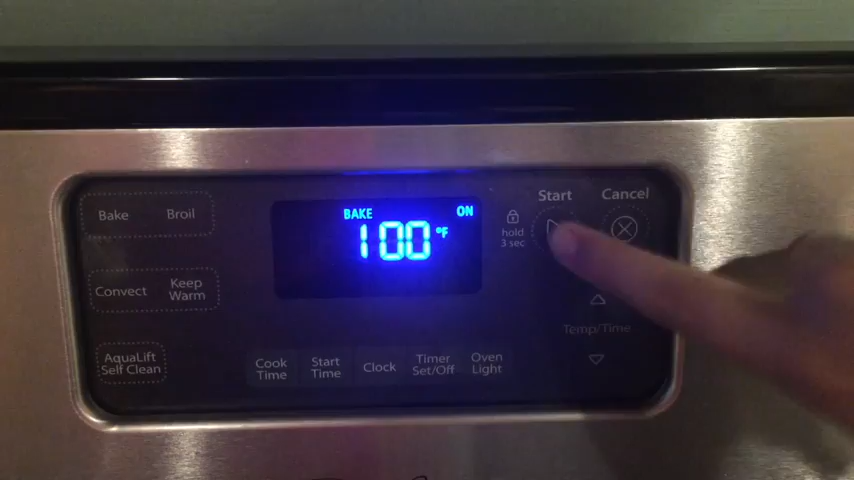 Bake
Broil
Convect
Keep
Warm
AquaLift
Self Clean
BAKE
ON
100 °F
Cook
Time
Start
Time
Clock
Timer
Set/Off
Oven
Light
hold
3 sec
Start
Cancel
Temp/Time